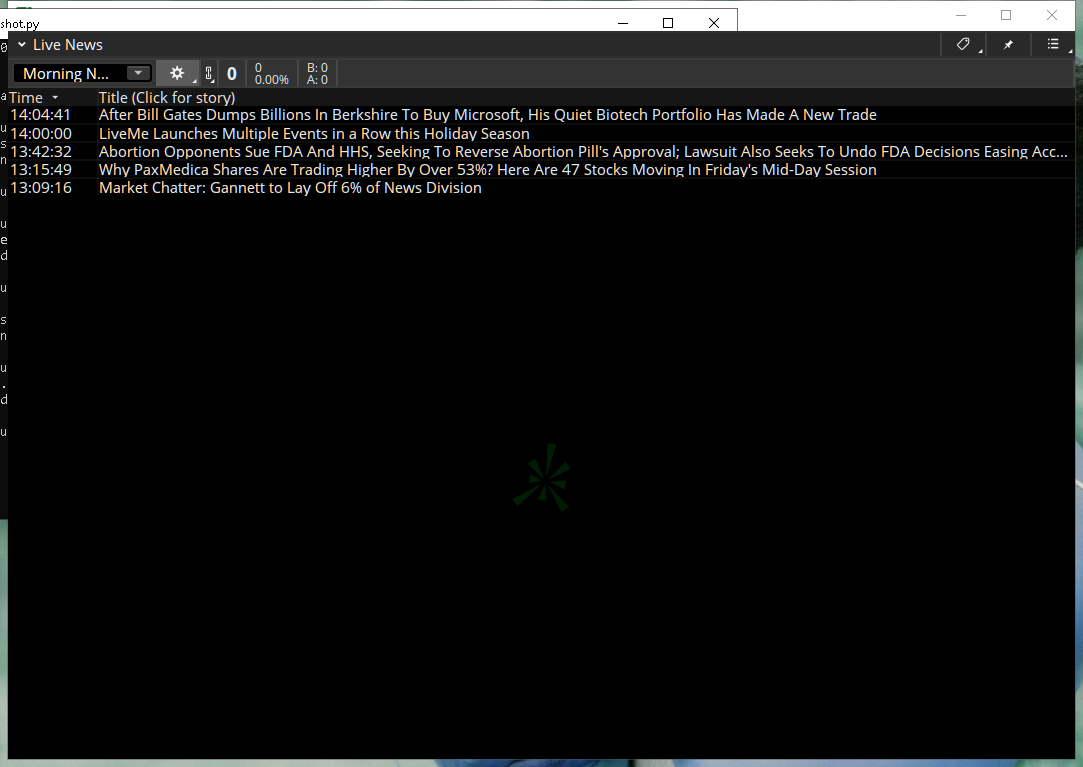 shot.py
Live News
Morning N...
0
0
0.00%
B: 0
A: 0
Time
Title (Click for story)
14:04:41 After Bill Gates Dumps Billions In Berkshire To Buy Microsoft, His Quiet Biotech Portfolio Has Made A New Trade
14:00:00 LiveMe Launches Multiple Events in a Row this Holiday Season
13:42:32 Abortion Opponents Sue FDA And HHS, Seeking To Reverse Abortion Pill's Approval; Lawsuit Also Seeks To Undo FDA Decisions Easing Acc...
13:15:49 Why PaxMedica Shares Are Trading Higher By Over 53%? Here Are 47 Stocks Moving In Friday's Mid-Day Session
13:09:16 Market Chatter: Gannett to Lay Off 6% of News Division